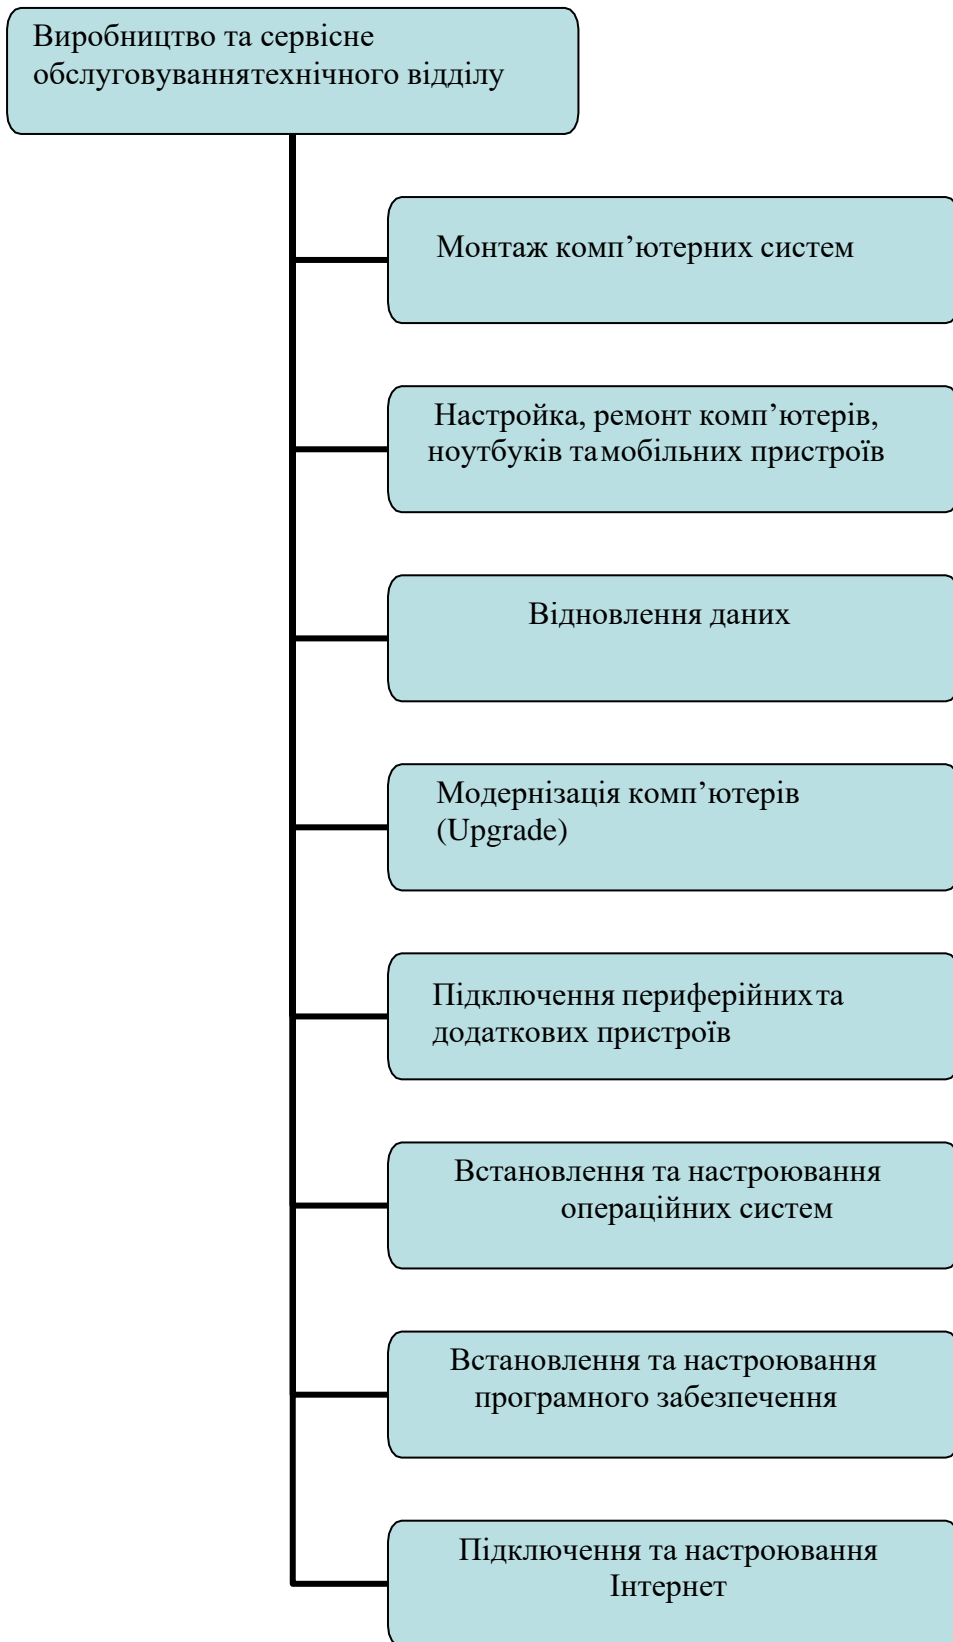 Виробництво та сервісне
обслуговуваннятехнічного відділу
Монтаж комп’ютерних систем
Настройка, ремонт комп’ютерів,
ноутбуків тамобільних пристроїв
Відновлення даних
Модернізація комп’ютерів
(Upgrade)
Підключення периферійних та
додаткових пристроїв
Встановлення та настроювання
операційних систем
Встановлення та настроювання
програмного забезпечення
Підключення та настроювання
Інтернет